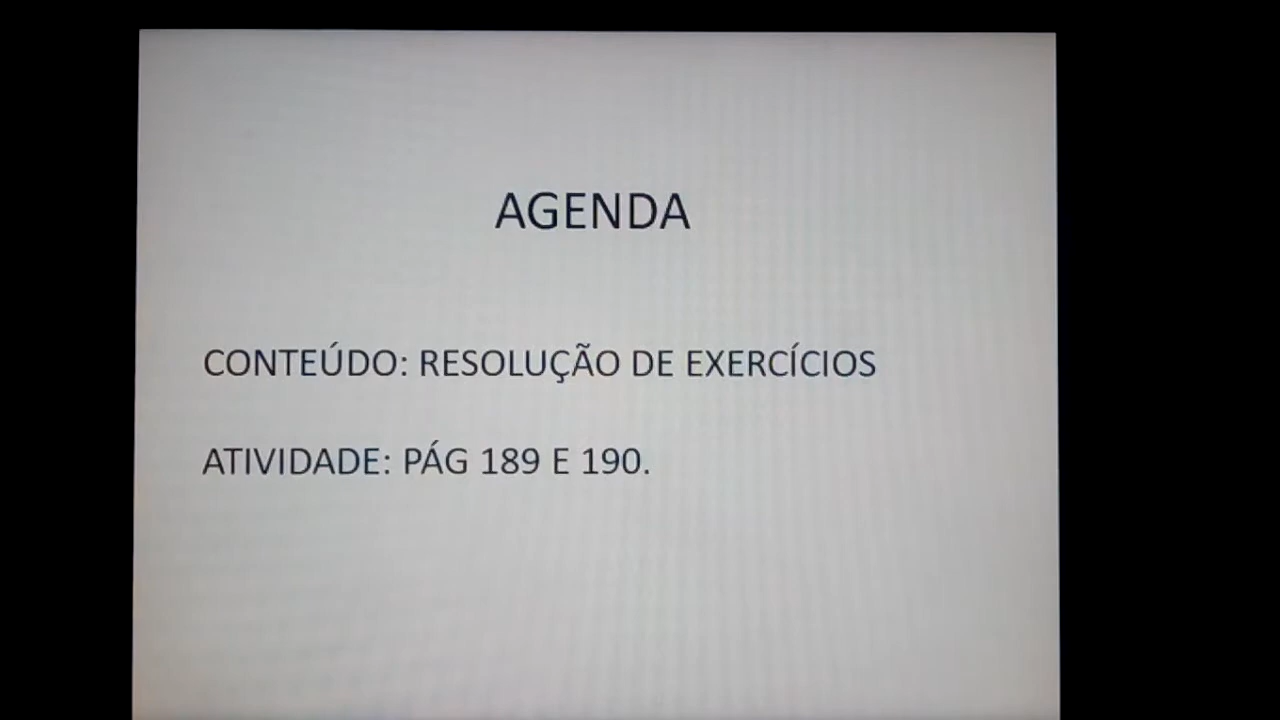 AGENDA
CONTEÚDO: RESOLUÇÃO DE EXERCÍCIOS
ATIVIDADE: PÁG 189 E 190.